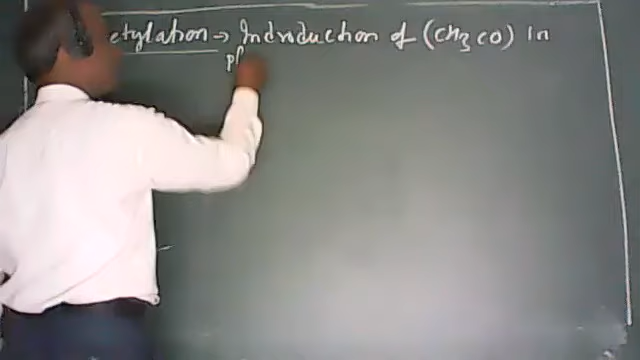 etylation → Introduction of (CH3CO) in